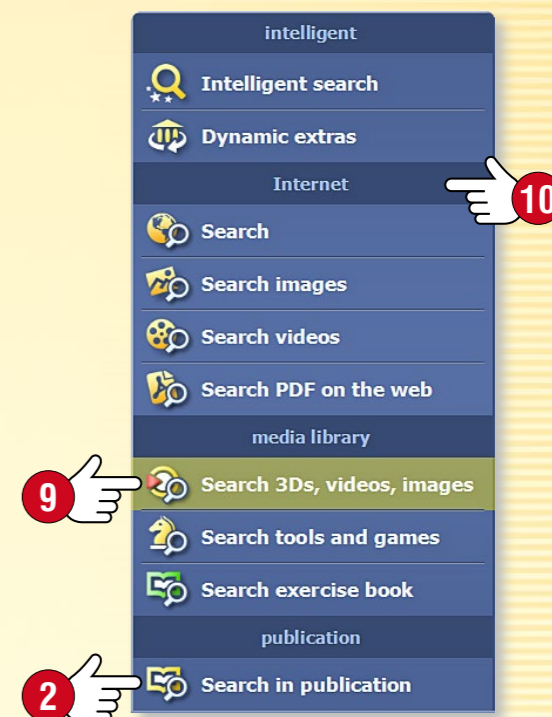 intelligent
Intelligent search
Dynamic extras
Internet
10
Search
Search images
Search videos
Search PDF on the web
media library
9
Search 3Ds, videos, images
Search tools and games
Search exercise book
publication
2
Search in publication